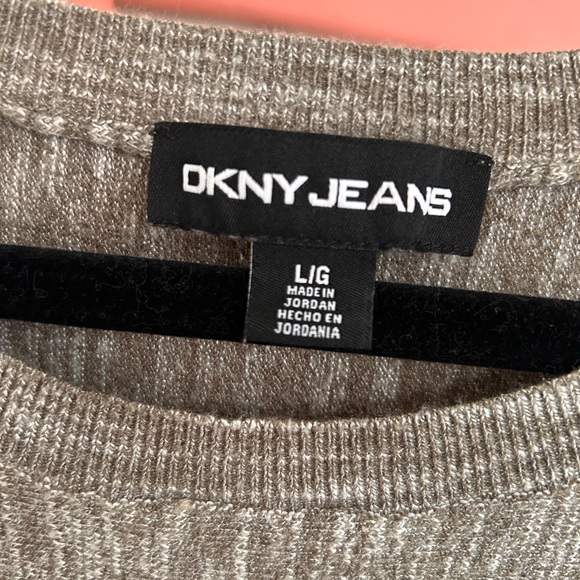 DKNY JEANS
L/G
MADE IN
JORDAN
HECHO EN
JORDANIA